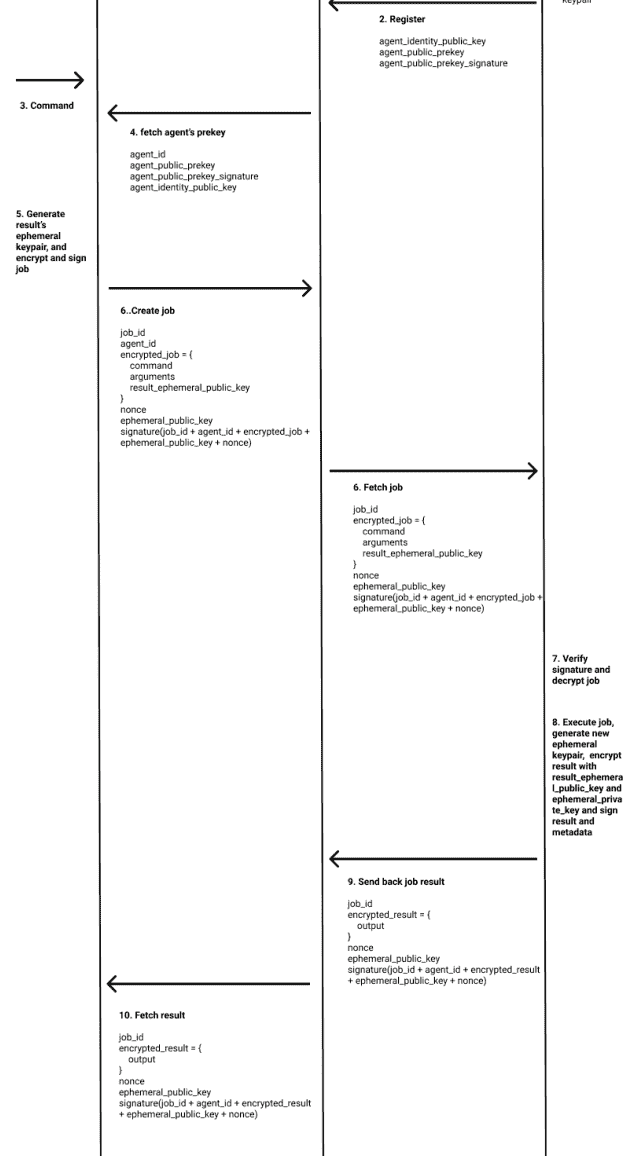 keypair
2. Register
agent_identity_public_key
agent_public_prekey
agent_public_prekey_signature
3. Command
4. fetch agent's prekey
agent_id
agent_public_prekey
agent_public_prekey_signature
agent_identity_public_key
5. Generate
result's
ephemeral
keypair, and
encrypt and sign
job
6..Create job
job_id
agent_id
encrypted_job = {
command
arguments
result_ephemeral_public_key
}
nonce
ephemeral_public_key
signature(job_id + agent_id + encrypted_job +
ephemeral_public_key + nonce)
6. Fetch job
job_id
encrypted_job = {
command
arguments
result_ephemeral_public_key
}
nonce
ephemeral_public_key
signature(job_id + agent_id + encrypted_job +
ephemeral_public_key + nonce)
7. Verify
signature and
decrypt job
8. Execute job,
generate new
ephemeral
keypair, encrypt
result with
result_ephemera
l_public_key and
ephemeral_priva
te_key and sign
result and
metadata
9. Send back job result
job_id
encrypted_result = {
output
}
nonce
ephemeral_public_key
signature(job_id + agent_id + encrypted_result
+ ephemeral_public_key + nonce)
10. Fetch result
job_id
encrypted_result = {
output
}
nonce
ephemeral_public_key
signature(job_id + agent_id + encrypted_result
+ ephemeral_public_key + nonce)